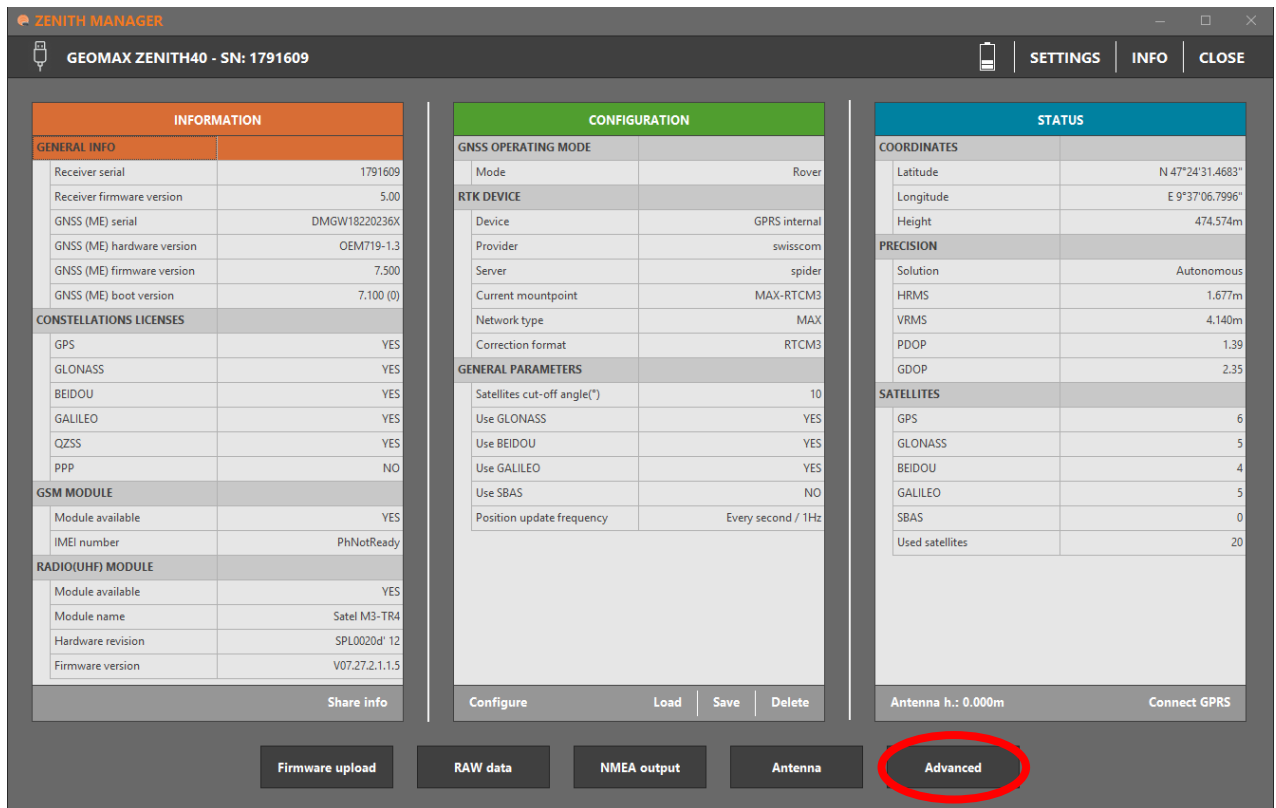 ZENITH MANAGER
GEOMAX ZENITH40 - SN: 1791609
SETTINGS INFO CLOSE
INFORMATION
GENERAL INFO
Receiver serial 1791609
Receiver firmware version 5.00
GNSS (ME) serial DMGW18220236X
GNSS (ME) hardware version OEM719-1.3
GNSS (ME) firmware version 7.500
GNSS (ME) boot version 7.100 (0)
CONSTELLATIONS LICENSES
GPS YES
GLONASS YES
BEIDOU YES
GALILEO YES
QZSS YES
PPP NO
GSM MODULE
Module available YES
IMEI number PhNotReady
RADIO(UHF) MODULE
Module available YES
Module name Satel M3-TR4
Hardware revision SPL0020d' 12
Firmware version V07.27.2.1.1.5
Share info
CONFIGURATION
GNSS OPERATING MODE
Mode Rover
RTK DEVICE
Device GPRS internal
Provider swisscom
Server spider
Current mountpoint MAX-RTCM3
Network type MAX
Correction format RTCM3
GENERAL PARAMETERS
Satellites cut-off angle(°) 10
Use GLONASS YES
Use BEIDOU YES
Use GALILEO YES
Use SBAS NO
Position update frequency Every second / 1Hz
Configure Load Save Delete
STATUS
COORDINATES
Latitude N 47°24'31.4683"
Longitude E 9°37'06.7996"
Height 474.574m
PRECISION
Solution Autonomous
HRMS 1.677m
VRMS 4.140m
PDOP 1.39
GDOP 2.35
SATELLITES
GPS 6
GLONASS 5
BEIDOU 4
GALILEO 5
SBAS 0
Used satellites 20
Antenna h.: 0.000m Connect GPRS
Firmware upload RAW data NMEA output Antenna Advanced